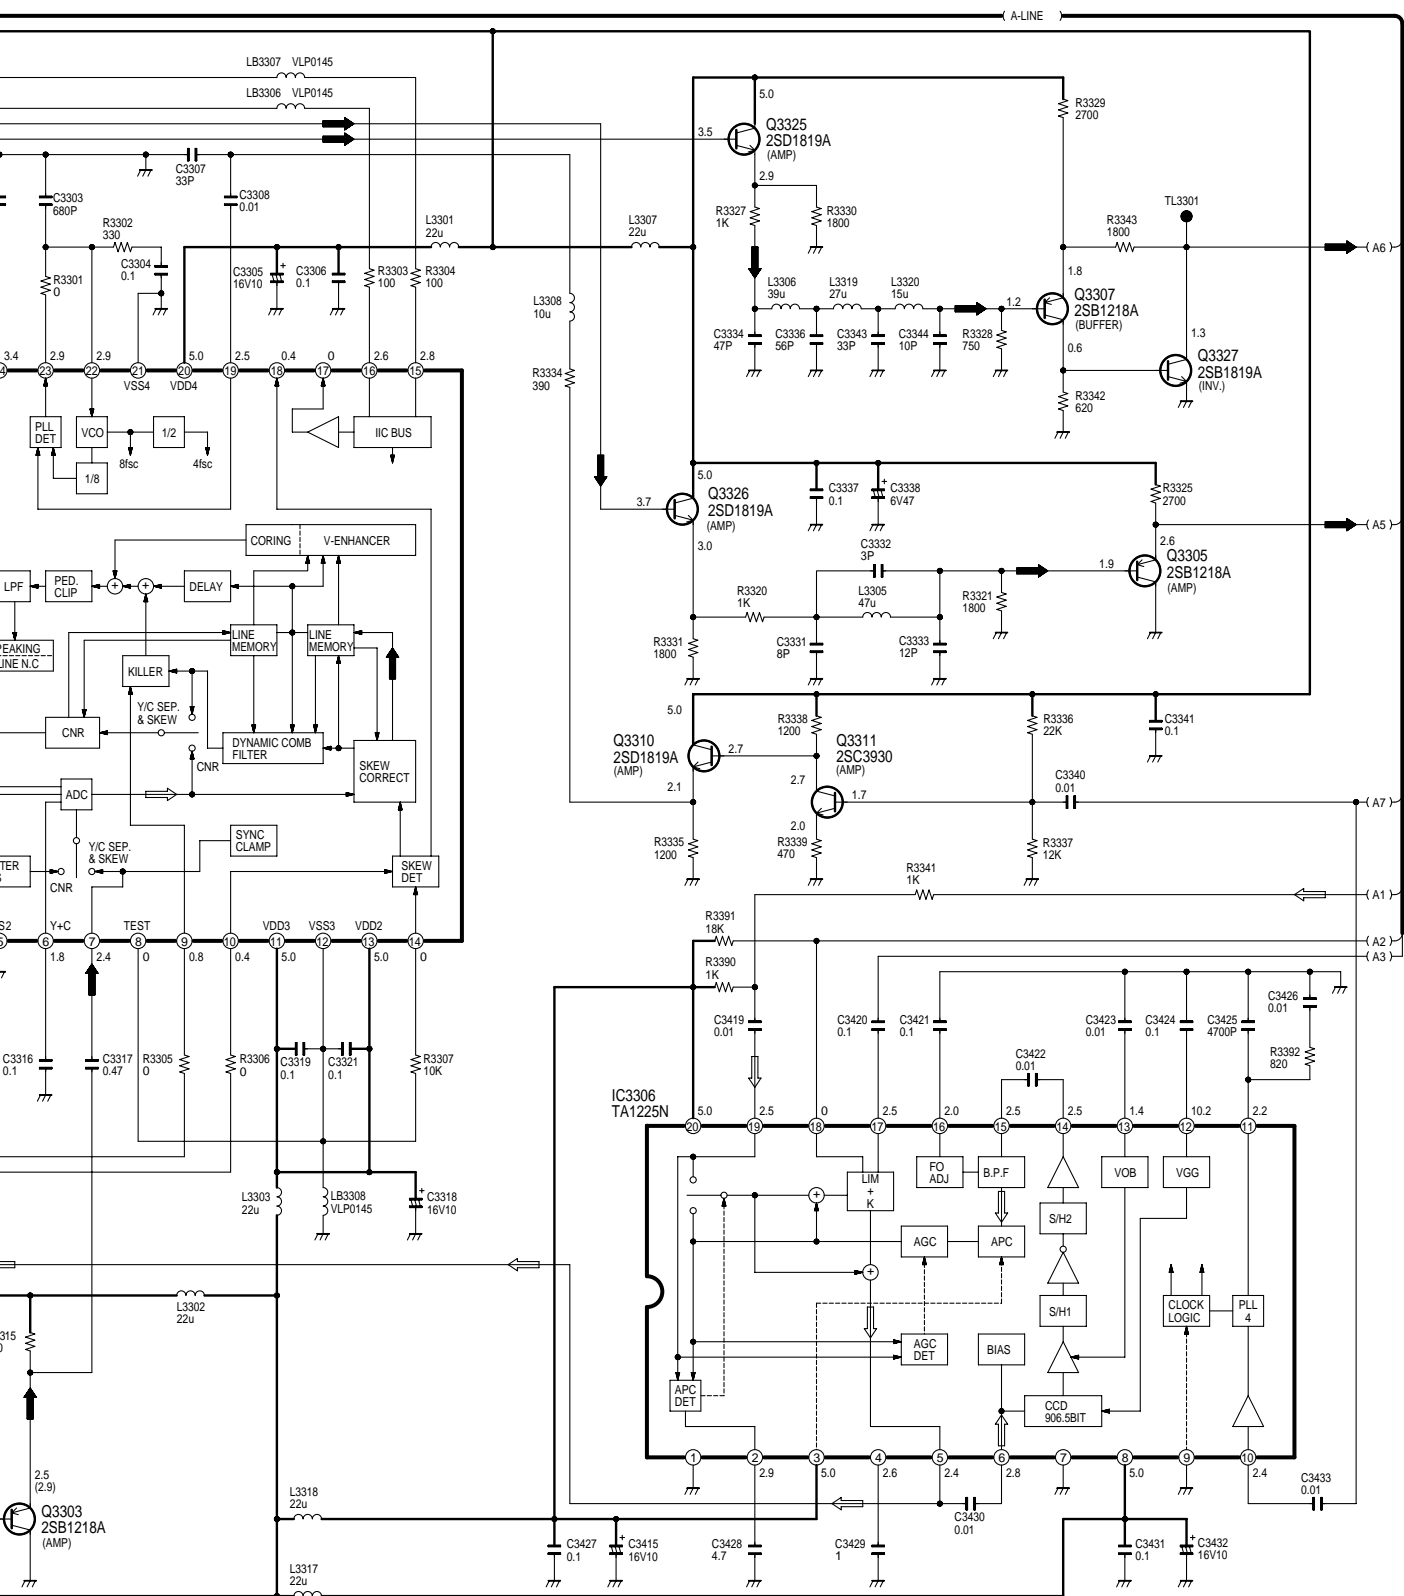 A-LINE
LB3307 VLP0145
LB3306 VLP0145
5.0
R3329
2700
3.5
Q3325
2SD1819A
(AMP)
2.9
C3307
33P
C3303
680P
C3308
0.01
R3302
330
L3301
22u
L3307
22u
R3327
1K
R3330
1800
TL3301
R3343
1800
A6
R3301
0
C3304
0.1
C3305
16V10
+
C3306
0.1
R3303
100
R3304
100
L3308
10u
L3306
39u
L3319
27u
L3320
15u
1.8
1.2
Q3307
2SB1218A
(BUFFER)
C3334
47P
C3336
56P
C3343
33P
C3344
10P
R3328
750
0.6
1.3
Q3327
2SB1819A
(INV.)
R3334
390
R3342
620
3.4
2.9
2.9
5.0
2.5
0.4
0
2.6
2.8
23
22
21
20
19
18
17
16
15
VSS4
VDD4
PLL
DET
VCO
1/2
IIC BUS
8fsc
4fsc
1/8
5.0
3.7
Q3326
2SD1819A
(AMP)
3.0
C3337
0.1
C3338
6V47
+
R3325
2700
A5
2.6
Q3305
2SB1218A
(AMP)
1.9
CORING
V-ENHANCER
C3332
3P
LPF
PED.
CLIP
+
+
DELAY
R3320
1K
L3305
47u
R3321
1800
PEAKING
LINE N.C
LINE
MEMORY
LINE
MEMORY
R3331
1800
C3331
8P
C3333
12P
KILLER
Y/C SEP.
& SKEW
CNR
DYNAMIC COMB
FILTER
CNR
SKEW
CORRECT
ADC
5.0
R3338
1200
R3336
22K
C3341
0.1
Q3310
2SD1819A
(AMP)
2.7
Q3311
2SC3930
(AMP)
2.1
2.7
1.7
C3340
0.01
A7
2.0
R3335
1200
R3339
470
R3337
12K
Y/C SEP.
& SKEW
CNR
SYNC
CLAMP
SKEW
DET
R3341
1K
A1
R3391
18K
A2
A3
R3390
1K
Y+C
TEST
VDD3
VSS3
VDD2
6
7
8
9
10
11
12
13
14
1.8
2.4
0
0.8
0.4
5.0
5.0
0
C3316
0.1
C3317
0.47
R3305
0
R3306
0
C3319
0.1
C3321
0.1
R3307
10K
C3419
0.01
C3420
0.1
C3421
0.1
C3422
0.01
C3423
0.01
C3424
0.1
C3425
4700P
C3426
0.01
R3392
820
IC3306
TA1225N
5.0
2.5
0
2.5
2.0
2.5
2.5
1.4
10.2
2.2
20
19
18
17
16
15
14
13
12
11
LIM
+
K
FO
ADJ
B.P.F
VOB
VGG
+
S/H2
AGC
APC
+
L3303
22u
LB3308
VLP0145
C3318
16V10
+
L3302
22u
CLOCK
LOGIC
PLL
4
S/H1
AGC
DET
BIAS
APC
DET
CCD
906.5BIT
1
2
3
4
5
6
7
8
9
10
2.9
5.0
2.6
2.4
2.8
5.0
2.4
2.5
(2.9)
Q3303
2SB1218A
(AMP)
L3318
22u
C3430
0.01
C3433
0.01
C3427
0.1
C3415
16V10
+
C3428
4.7
C3429
1
C3431
0.1
C3432
16V10
+
L3317
22u